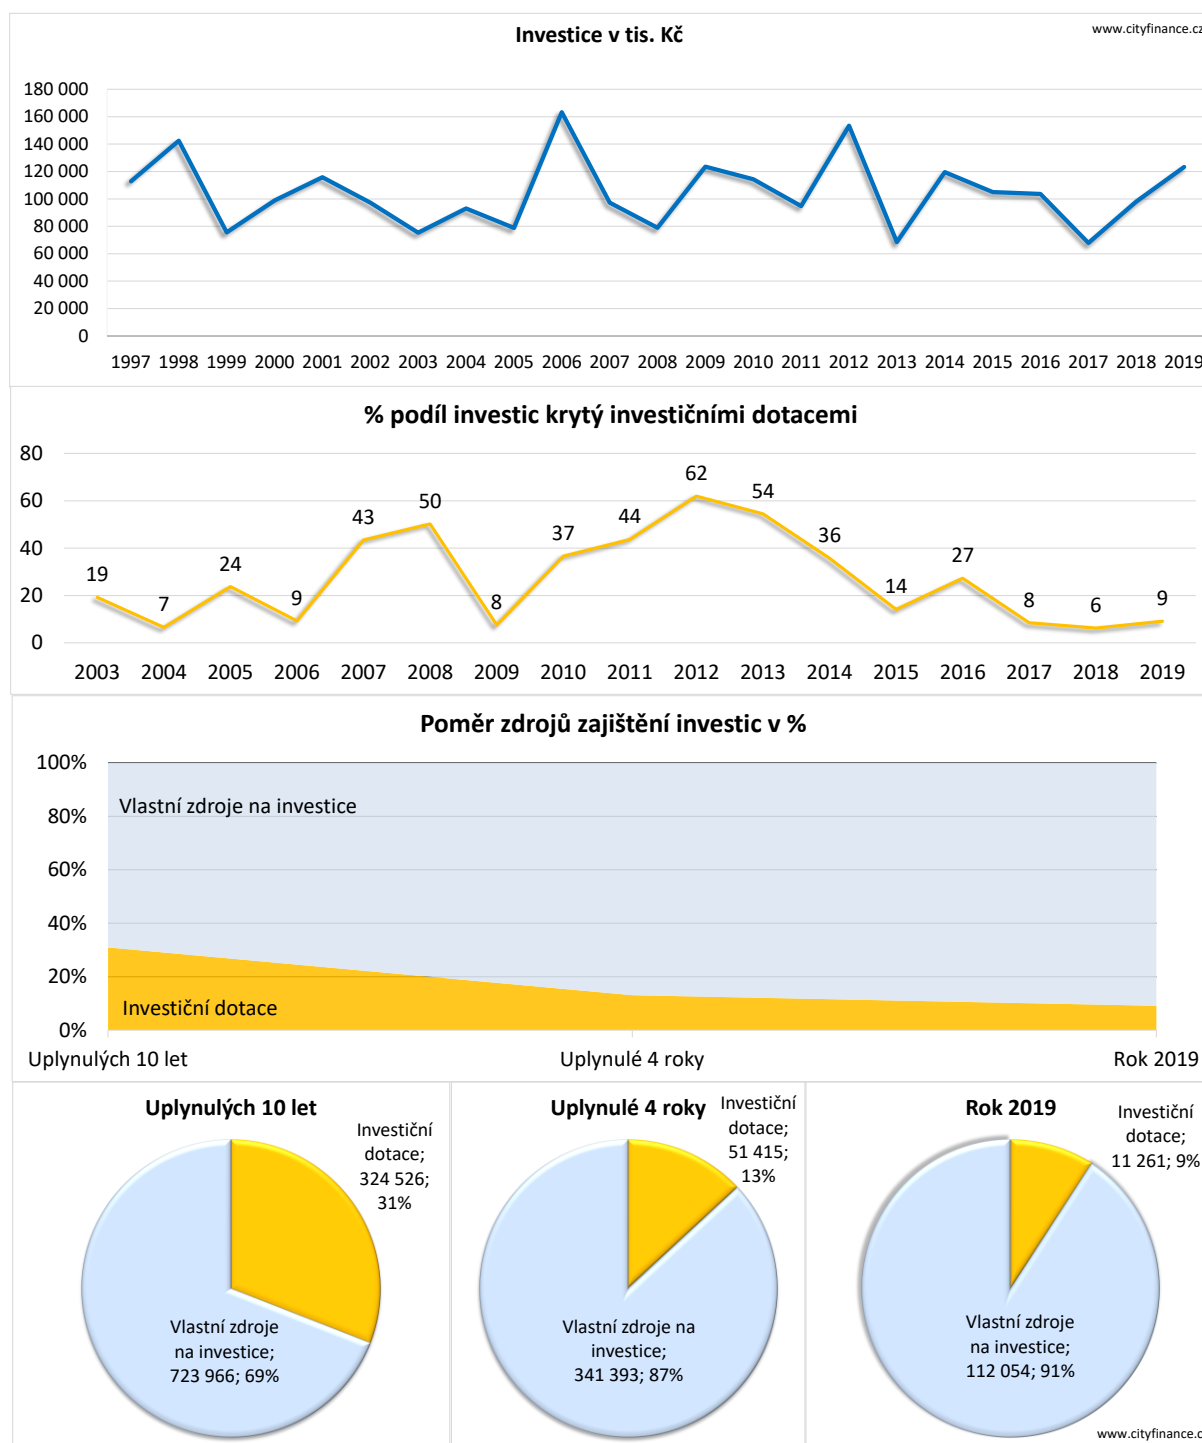 Investice v tis. Kč
www.cityfinance.cz
180 000
160 000
140 000
120 000
100 000
80 000
60 000
40 000
20 000
0
1997 1998 1999 2000 2001 2002 2003 2004 2005 2006 2007 2008 2009 2010 2011 2012 2013 2014 2015 2016 2017 2018 2019
% podíl investic krytý investičními dotacemi
80
60
40
20
0
19 7 24 9 43 50 8 37 44 62 54 36 14 27 8 6 9
2003 2004 2005 2006 2007 2008 2009 2010 2011 2012 2013 2014 2015 2016 2017 2018 2019
Poměr zdrojů zajištění investic v %
100%
80%
60%
40%
20%
0%
Vlastní zdroje na investice
Investiční dotace
Uplynulých 10 let
Uplynulé 4 roky
Rok 2019
Uplynulých 10 let
Investiční
dotace;
324 526;
31%
Vlastní zdroje
na investice;
723 966; 69%
Uplynulé 4 roky
Investiční
dotace;
51 415;
13%
Vlastní zdroje na
investice;
341 393; 87%
Rok 2019
Investiční
dotace;
11 261; 9%
Vlastní zdroje
na investice;
112 054; 91%
www.cityfinance.c